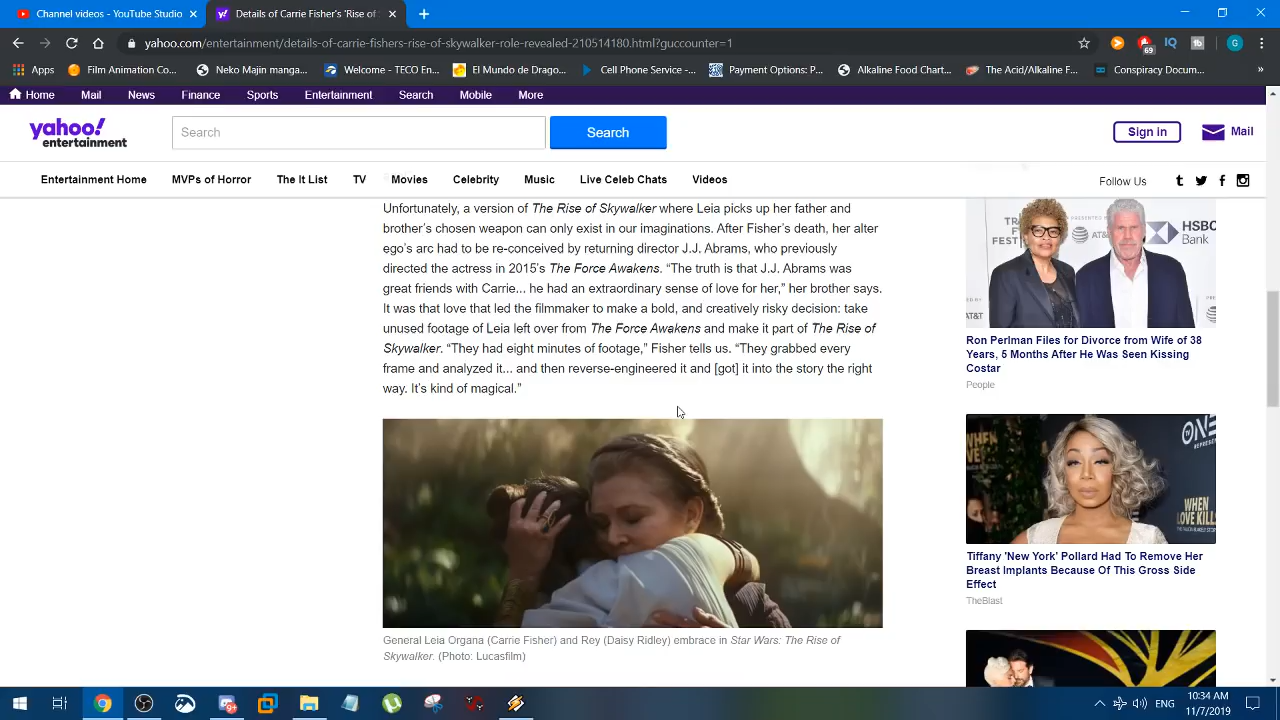 Channel videos - YouTube Studio
Details of Carrie Fisher's 'Rise of
yahoo.com/entertainment/details-of-carrie-fishers-rise-of-skywalker-role-revealed-210514180.html?guccounter=1
69
IQ
G
Apps
Film Animation Co...
Neko Majin manga...
Welcome - TECO En...
El Mundo de Drago...
Cell Phone Service -...
Payment Options: P...
Alkaline Food Chart...
The Acid/Alkaline F...
Conspiracy Docum...
»
Home Mail News Finance Sports Entertainment Search Mobile More
yahoo!
entertainment
Search
Search
Sign in
Mail
Entertainment Home MVPs of Horror The It List TV Movies Celebrity Music Live Celeb Chats Videos
Follow Us
Unfortunately, a version of The Rise of Skywalker where Leia picks up her father and
brother's chosen weapon can only exist in our imaginations. After Fisher's death, her alter
ego's arc had to be re-conceived by returning director J.J. Abrams, who previously
directed the actress in 2015's The Force Awakens. “The truth is that J.J. Abrams was
great friends with Carrie... he had an extraordinary sense of love for her,” her brother says.
It was that love that led the filmmaker to make a bold, and creatively risky decision: take
unused footage of Leia left over from The Force Awakens and make it part of The Rise of
Skywalker. “They had eight minutes of footage,” Fisher tells us. “They grabbed every
frame and analyzed it... and then reverse-engineered it and [got] it into the story the right
way. It's kind of magical.”
General Leia Organa (Carrie Fisher) and Rey (Daisy Ridley) embrace in Star Wars: The Rise of
Skywalker. (Photo: Lucasfilm)
HSBC
Bank
AT&T
Ron Perlman Files for Divorce from Wife of 38
Years, 5 Months After He Was Seen Kissing
Costar
People
WHEN
LOVE KILLS
Tiffany 'New York' Pollard Had To Remove Her
Breast Implants Because Of This Gross Side
Effect
TheBlast
ENG
10:34 AM
11/7/2019